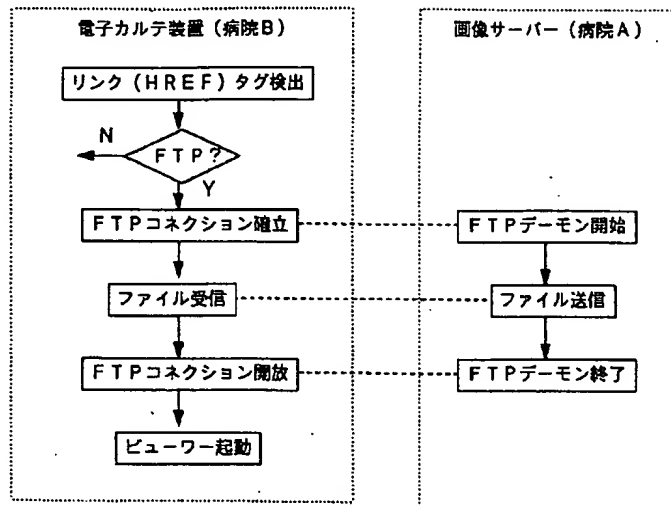 電子カルテ装置（病院Ｂ）
画像サーバー（病院Ａ）
リンク（ＨＲＥＦ）タグ検出
Ｎ
ＦＴＰ？
Ｙ
ＦＴＰコネクション確立
ＦＴＰデーモン開始
ファイル受信
ファイル送信
ＦＴＰコネクション開放
ＦＴＰデーモン終了
ビューワー起動